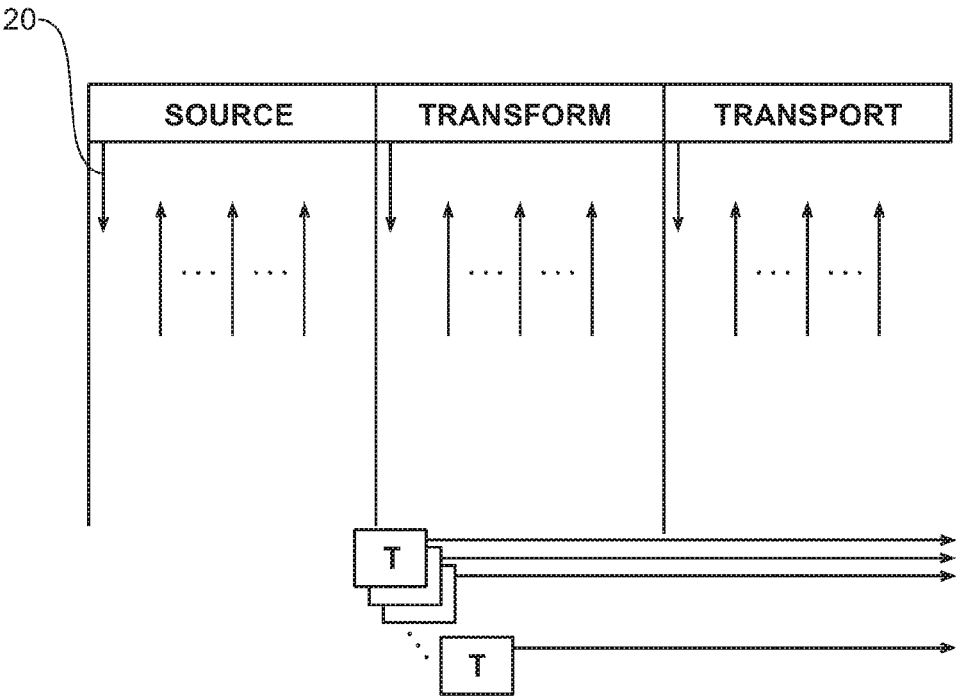 20
SOURCE TRANSFORM TRANSPORT
... ... ... ... ... ...
T
T